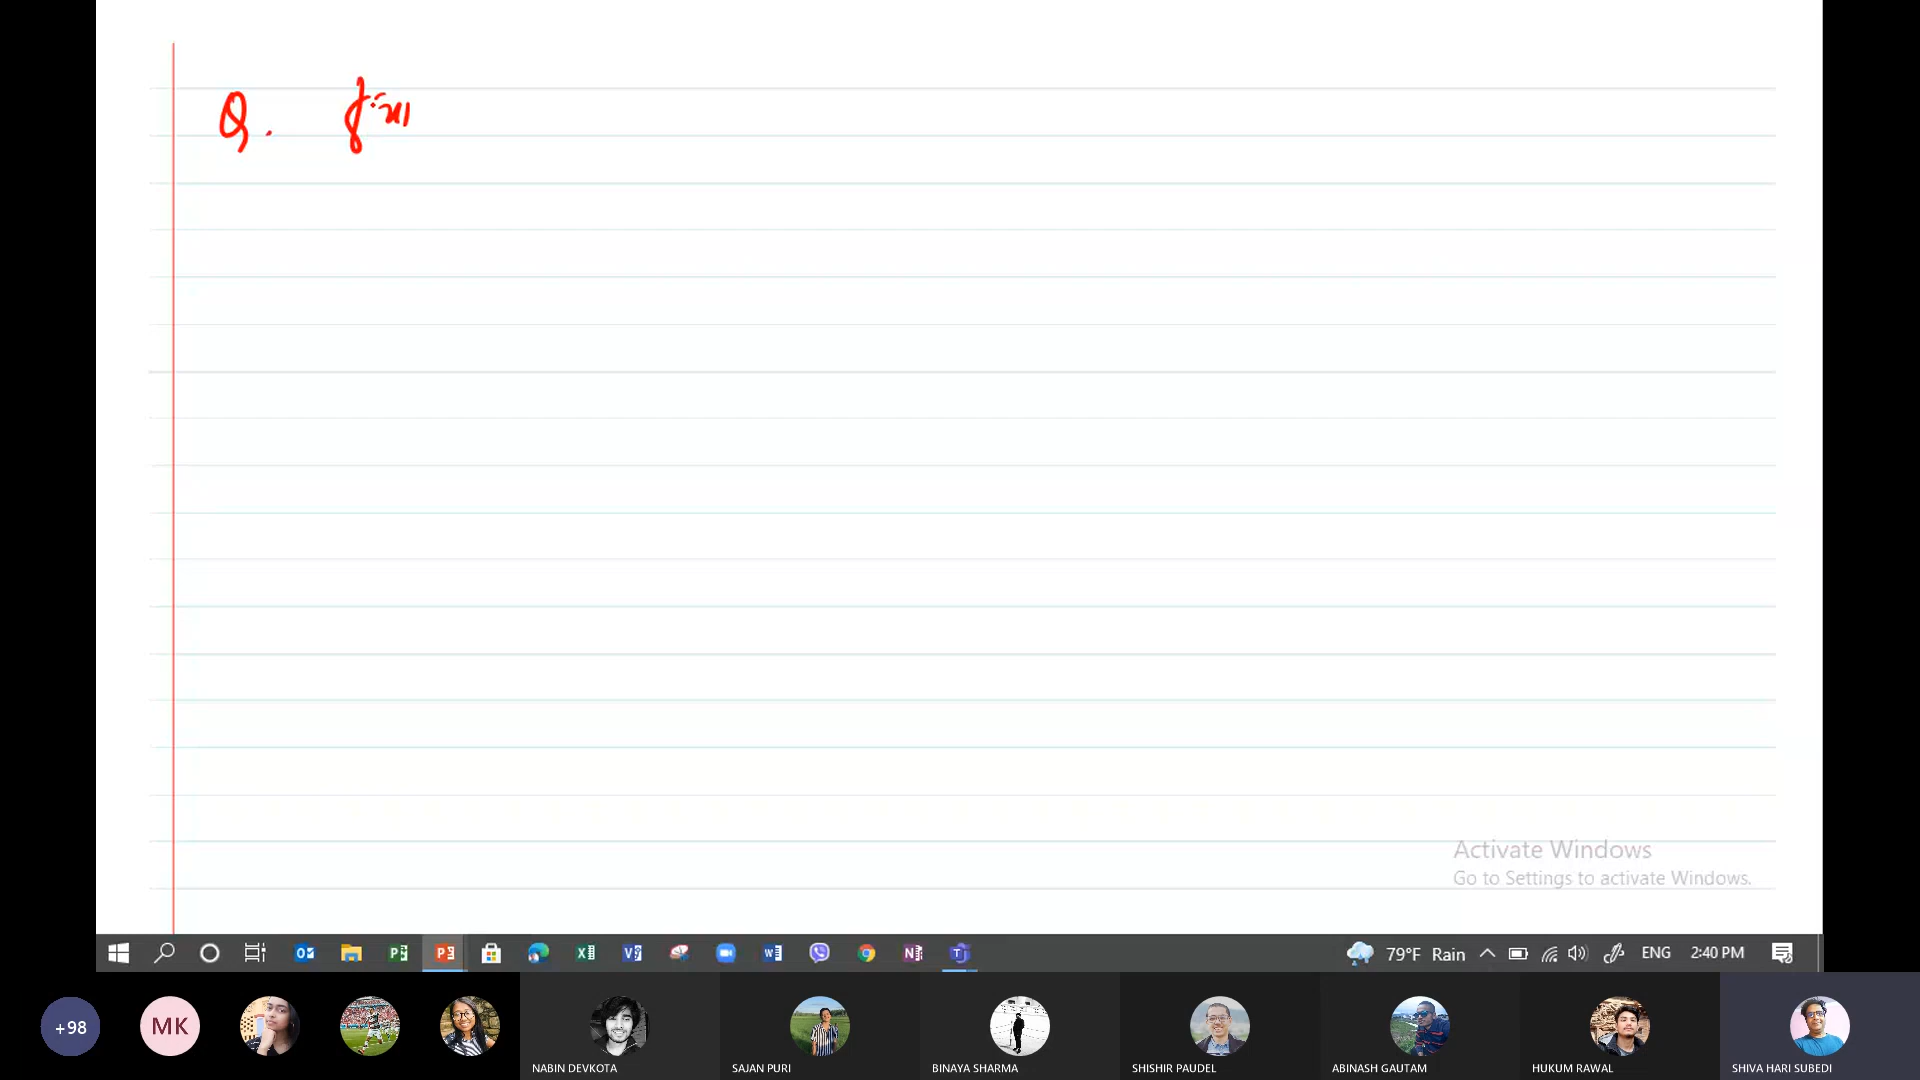 Q. f(x)
Activate Windows
Go to Settings to activate Windows.
79°F Rain
ENG
2:40 PM
+98
MK
NABIN DEVKOTA
SAJAN PURI
BINAYA SHARMA
SHISHIR PAUDEL
ABINASH GAUTAM
HUKUM RAWAL
SHIVA HARI SUBEDI